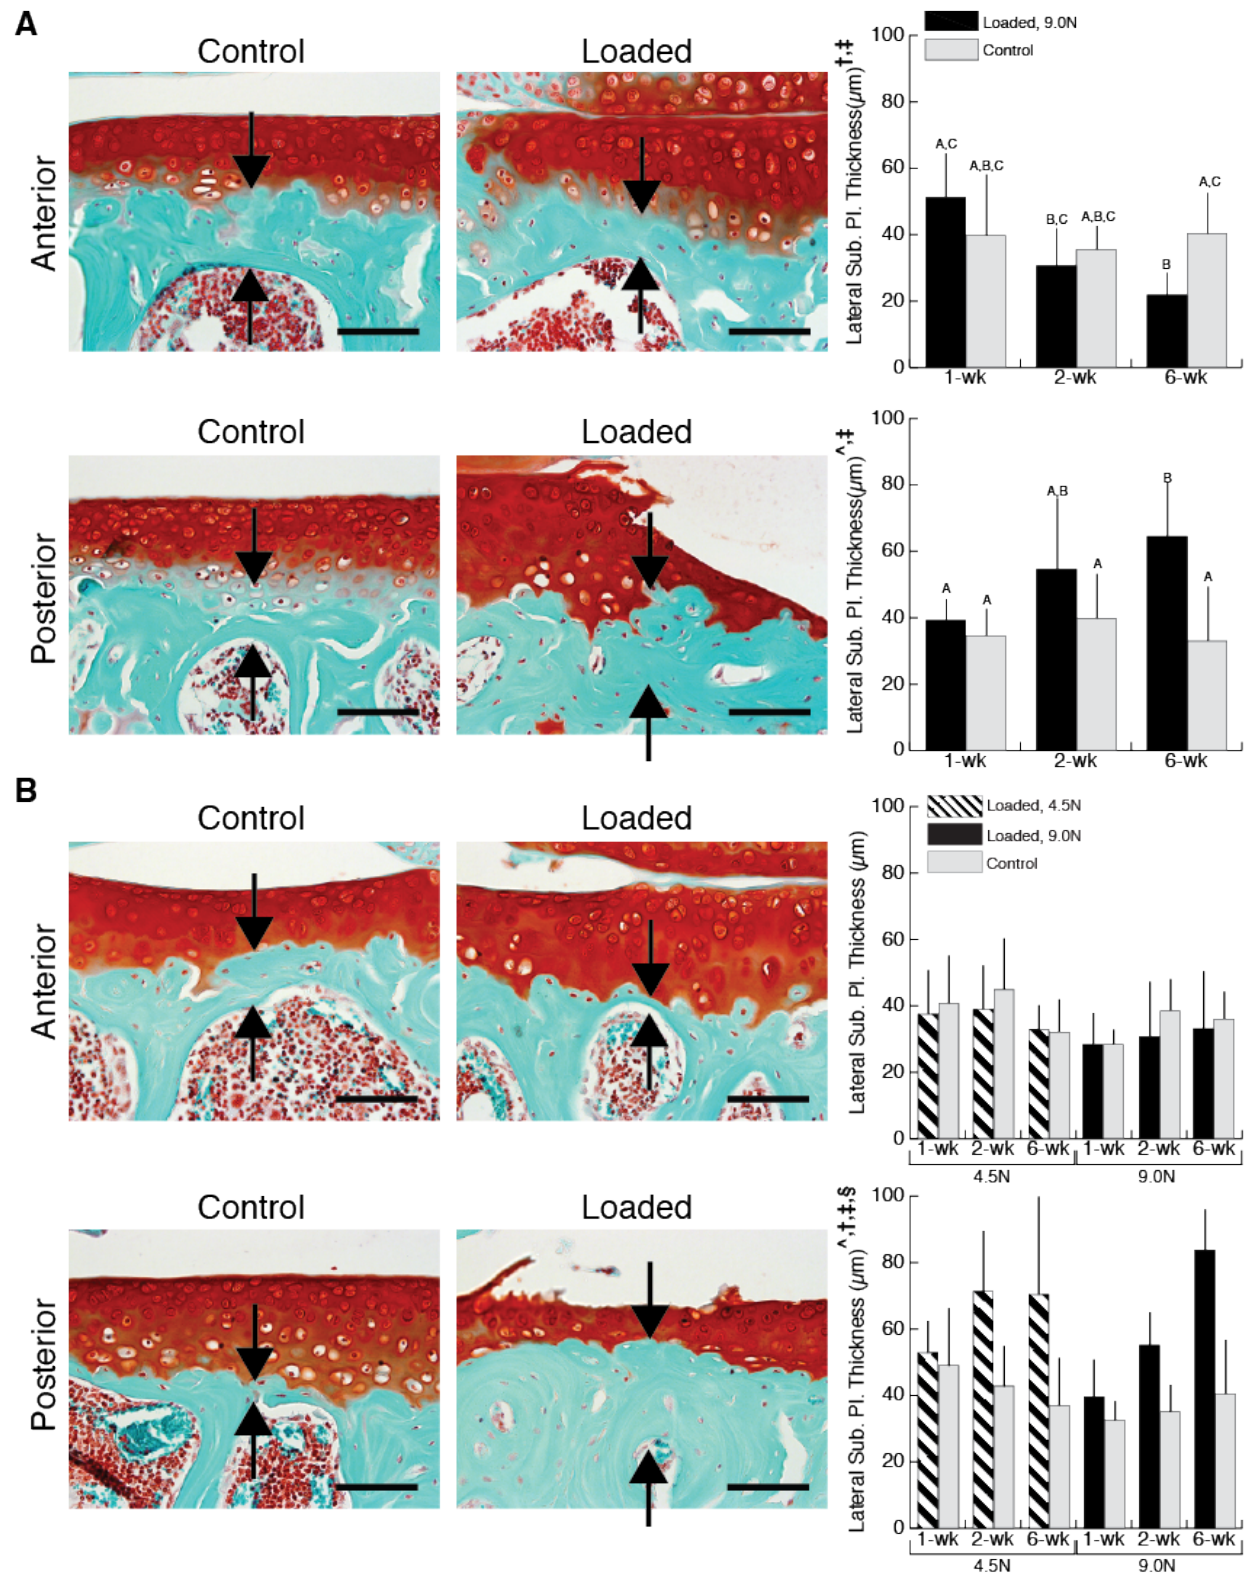 A
Control
Loaded
Anterior
Lateral Sub. Pl. Thickness(μm)†,‡
100
80
60
40
20
0
Loaded, 9.0N
Control
A,C
A,B,C
B,C
A,B,C
B
A,C
1-wk
2-wk
6-wk
Control
Loaded
Posterior
Lateral Sub. Pl. Thickness(μm)^,‡
100
80
60
40
20
0
A
A
A,B
A
B
A
1-wk
2-wk
6-wk
B
Control
Loaded
Anterior
Lateral Sub. Pl. Thickness (μm)
100
80
60
40
20
0
Loaded, 4.5N
Loaded, 9.0N
Control
1-wk 2-wk 6-wk 1-wk 2-wk 6-wk
4.5N
9.0N
Control
Loaded
Posterior
Lateral Sub. Pl. Thickness (μm)^,†,‡,§
100
80
60
40
20
0
1-wk 2-wk 6-wk 1-wk 2-wk 6-wk
4.5N
9.0N